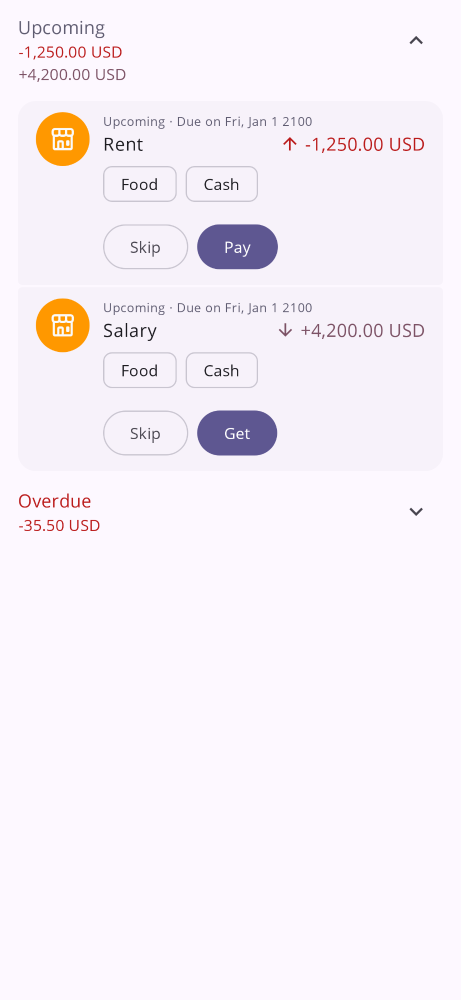 Upcoming
-1,250.00 USD
+4,200.00 USD
Upcoming · Due on Fri, Jan 1 2100
Rent
-1,250.00 USD
Food
Cash
Skip
Pay
Upcoming · Due on Fri, Jan 1 2100
Salary
+4,200.00 USD
Food
Cash
Skip
Get
Overdue
-35.50 USD